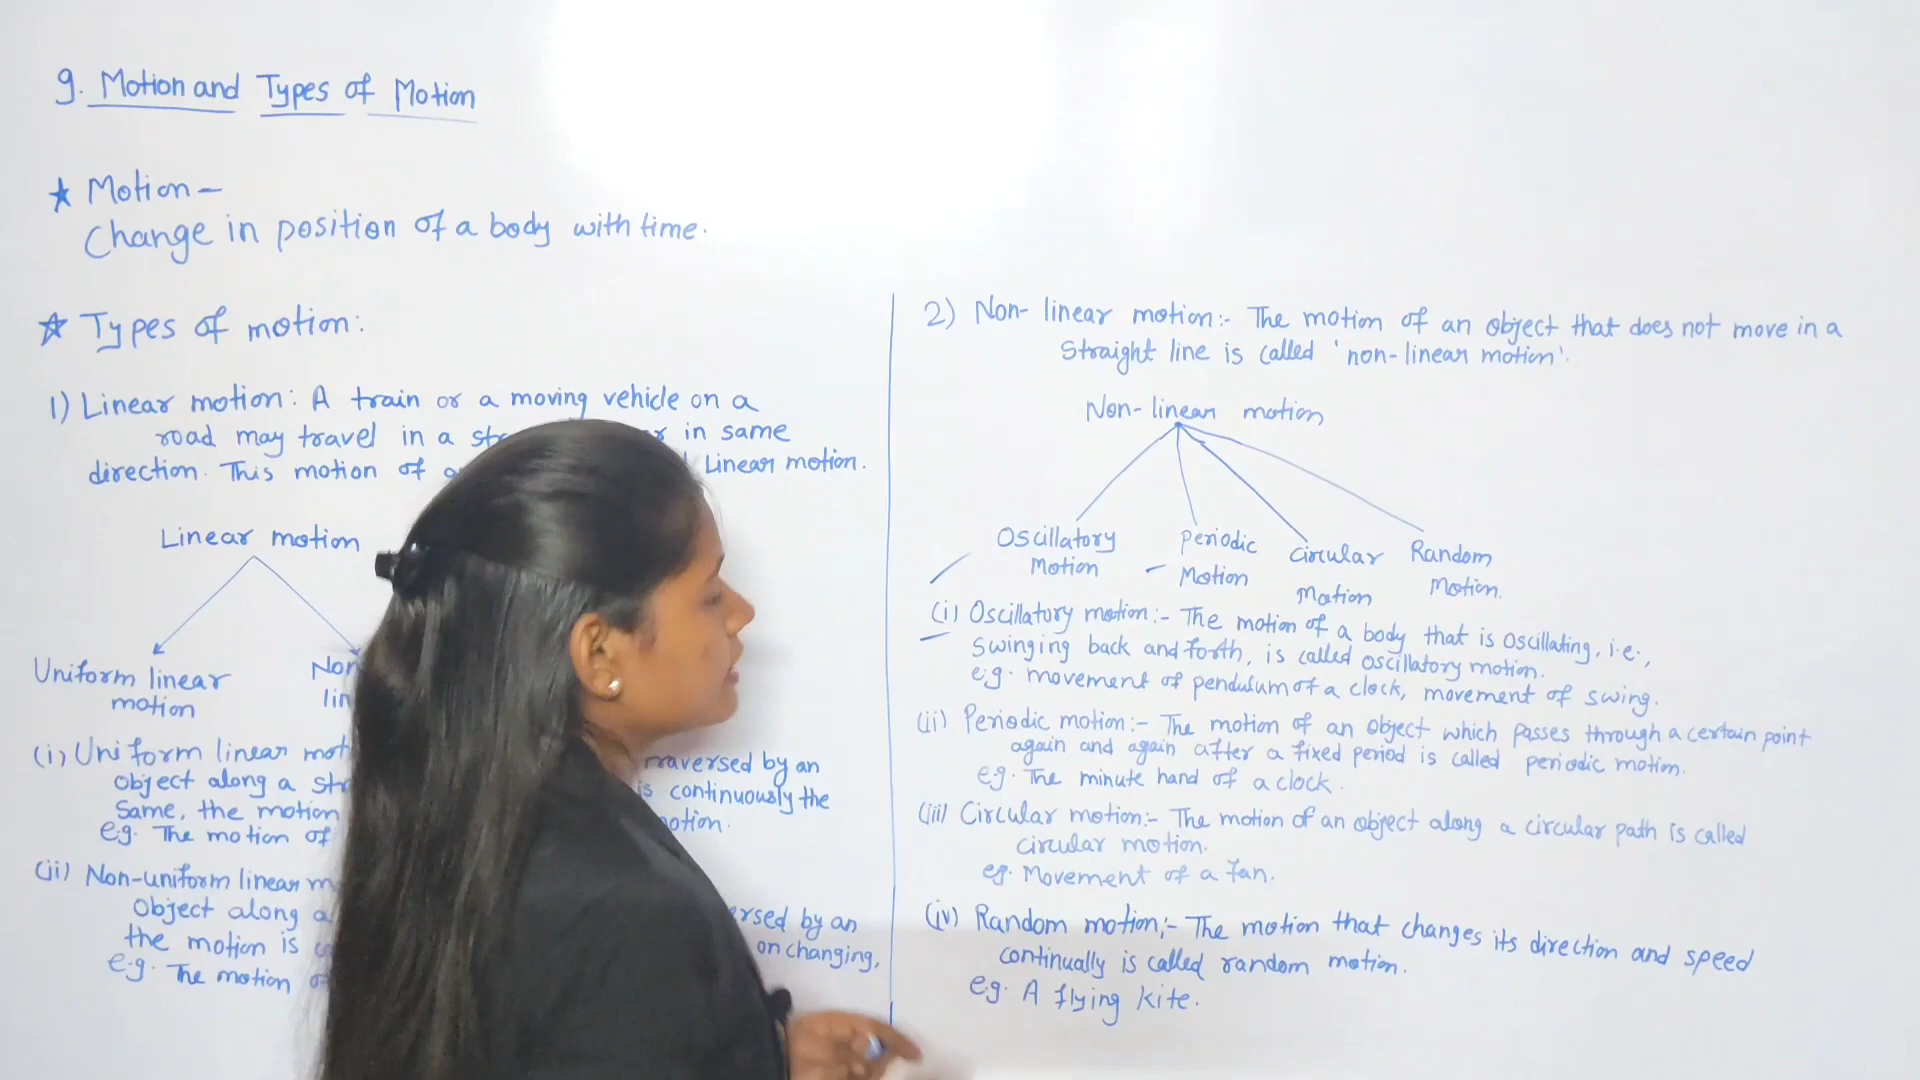 9. Motion and Types of Motion
★ Motion -
Change in position of a body with time.
☆ Types of motion:
1) Linear motion: A train or a moving vehicle on a
road may travel in a in same
direction. This motion of Linear motion.
Linear motion
Uniform linear
motion
(i) Uniform linear traversed by an
object along a is continuously the
same, the motion
e.g. The motion of
(ii) Non-uniform linear
object along a by an
the motion is on changing,
e.g. The motion
2) Non-linear motion:- The motion of an object that does not move in a
straight line is called 'non-linear motion'.
Non-linear motion
Oscillatory
Motion
Periodic
Motion
Circular
Motion
Random
Motion.
(i) Oscillatory motion:- The motion of a body that is oscillating, i.e.,
swinging back and forth, is called oscillatory motion.
e.g. movement of pendulum of a clock, movement of swing.
(ii) Periodic motion:- The motion of an object which passes through a certain point
again and again after a fixed period is called periodic motion.
e.g. The minute hand of a clock.
(iii) Circular motion:- The motion of an object along a circular path is called
circular motion.
eg. Movement of a fan.
(iv) Random motion:- The motion that changes its direction and speed
continually is called random motion.
e.g. A flying kite.